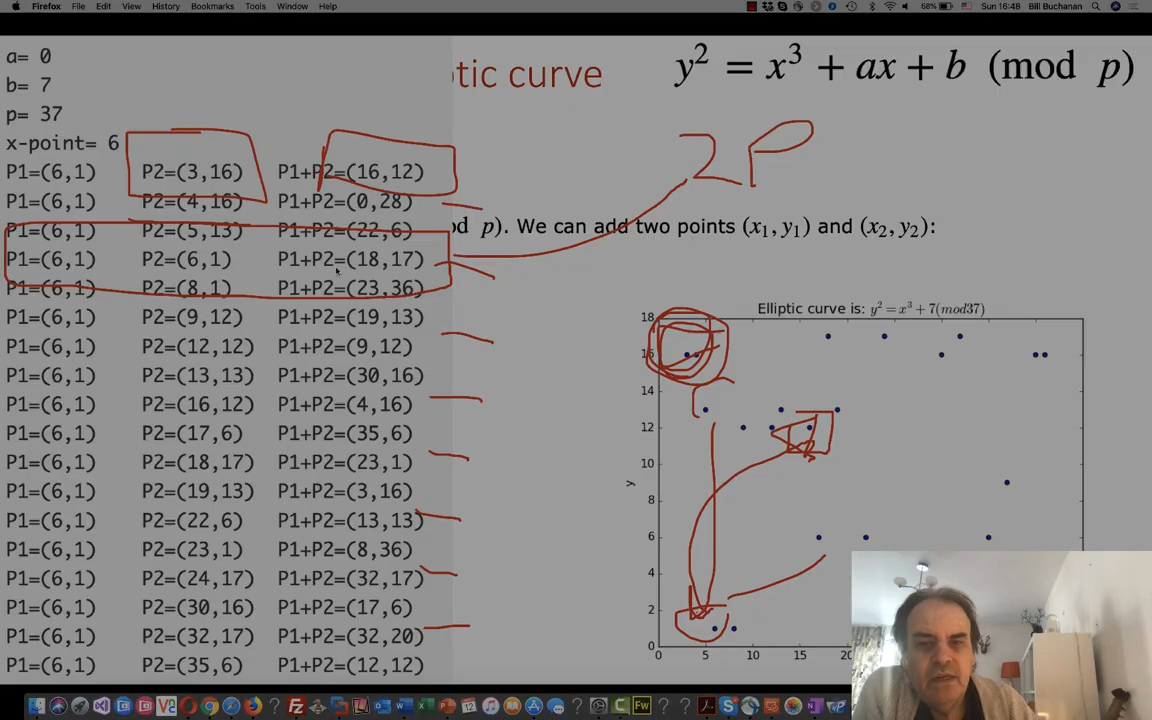 Firefox File Edit View History Bookmarks Tools Window Help 68% Sun 16:48 Bill Buchanan
a= 0
b= 7
p= 37
x-point= 6
ptic curve
y² = x³ + ax + b (mod p)
2P
P1=(6,1) P2=(3,16) P1+P2=(16,12)
P1=(6,1) P2=(4,16) P1+P2=(0,28)
P1=(6,1) P2=(5,13) P1+P2=(22,6)
P1=(6,1) P2=(6,1) P1+P2=(18,17)
P1=(6,1) P2=(8,1) P1+P2=(23,36)
P1=(6,1) P2=(9,12) P1+P2=(19,13)
P1=(6,1) P2=(12,12) P1+P2=(9,12)
P1=(6,1) P2=(13,13) P1+P2=(30,16)
P1=(6,1) P2=(16,12) P1+P2=(4,16)
P1=(6,1) P2=(17,6) P1+P2=(35,6)
P1=(6,1) P2=(18,17) P1+P2=(23,1)
P1=(6,1) P2=(19,13) P1+P2=(3,16)
P1=(6,1) P2=(22,6) P1+P2=(13,13)
P1=(6,1) P2=(23,1) P1+P2=(8,36)
P1=(6,1) P2=(24,17) P1+P2=(32,17)
P1=(6,1) P2=(30,16) P1+P2=(17,6)
P1=(6,1) P2=(32,17) P1+P2=(32,20)
P1=(6,1) P2=(35,6) P1+P2=(12,12)
od p). We can add two points (x₁, y₁) and (x₂, y₂):
Elliptic curve is: y² = x³ + 7(mod37)
18
16
14
12
10
8
6
4
2
0
y
0 5 10 15 20